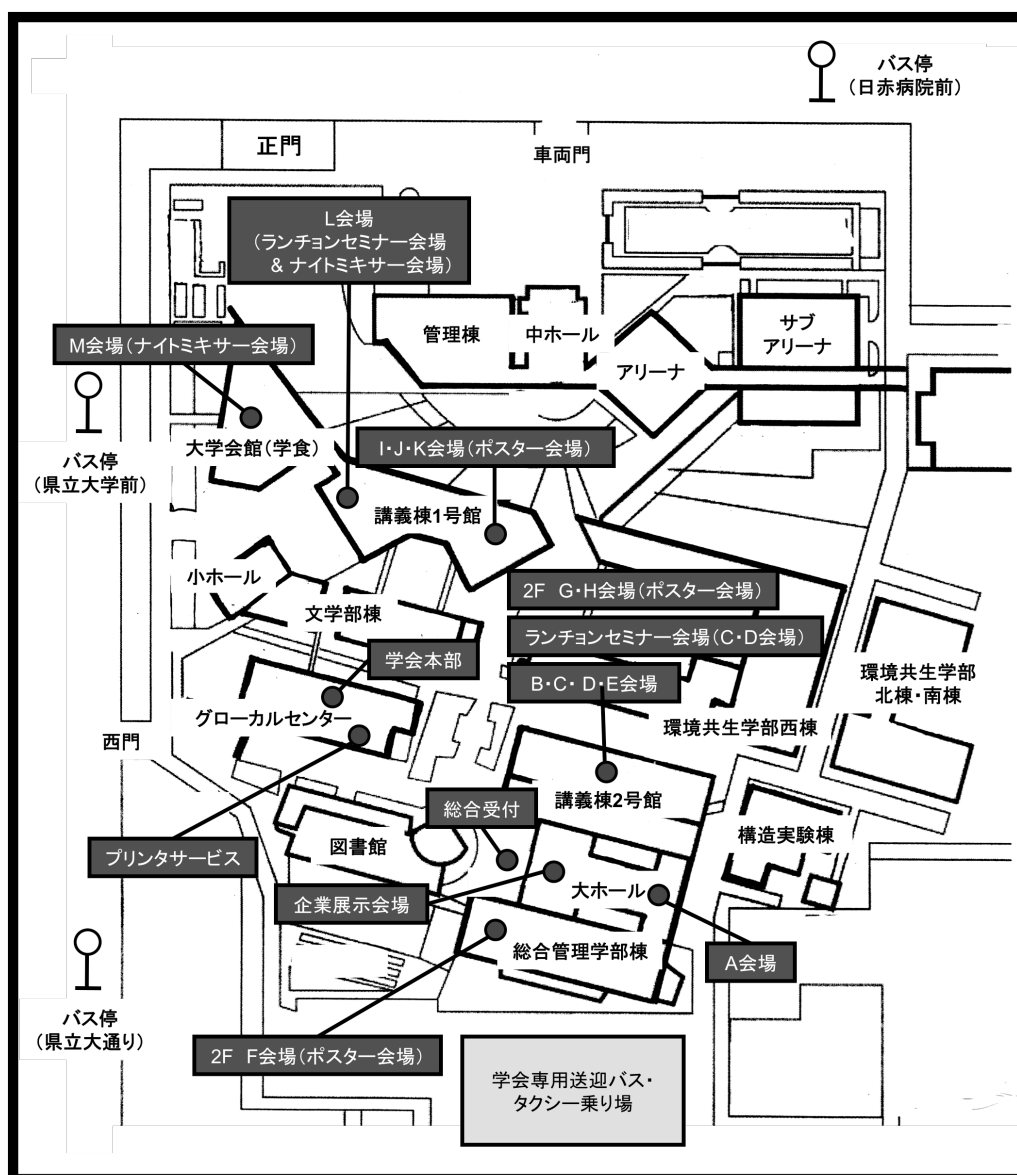 バス停
(日赤病院前)
正門
車両門
L会場
(ランチョンセミナー会場
& ナイトミキサー会場)
管理棟
中ホール
サブ
アリーナ
アリーナ
M会場(ナイトミキサー会場)
バス停
(県立大学前)
大学会館(学食)
I・J・K会場(ポスター会場)
講義棟1号館
小ホール
文学部棟
2F G・H会場(ポスター会場)
ランチョンセミナー会場(C・D会場)
B・C・D・E会場
学会本部
グローカルセンター
環境共生学部
北棟・南棟
環境共生学部西棟
西門
講義棟2号館
総合受付
構造実験棟
図書館
プリンタサービス
大ホール
企業展示会場
総合管理学部棟
A会場
バス停
(県立大通り)
2F F会場(ポスター会場)
学会専用送迎バス・
タクシー乗り場